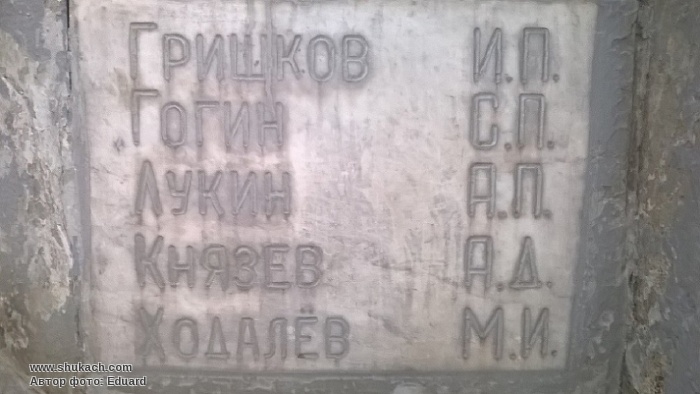 Гришков И.П.
Гогин С.П.
Лукин А.П.
Князев А.Д.
Ходалёв М.И.
www.shukach.com
Автор фото: Eduard